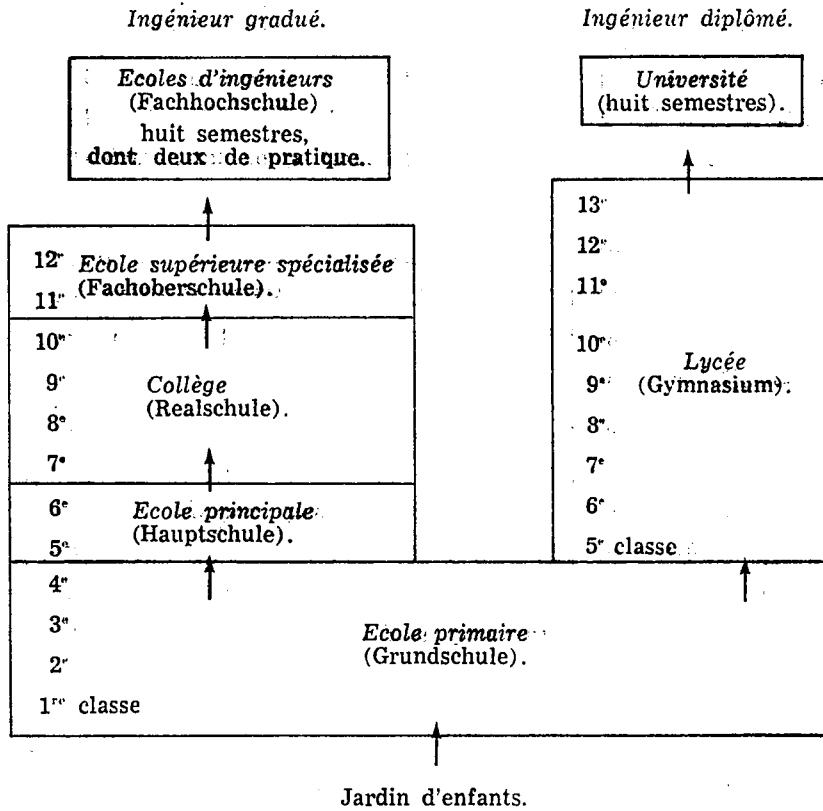 Ingénieur gradué.
Ingénieur diplômé.
Ecoles d'ingénieurs
(Fachhochschule)
huit semestres,
dont deux de pratique.
Université
(huit semestres).
12e Ecole supérieure spécialisée
(Fachoberschule).
11e
10e
9e Collège
(Realschule).
8e
7e
6e Ecole principale
(Hauptschule).
5e
13e
12e
11e
10e
Lycée
9e (Gymnasium).
8e
7e
6e
5e classe
4e
3e
Ecole primaire
(Grundschule).
2e
1re classe
Jardin d'enfants.